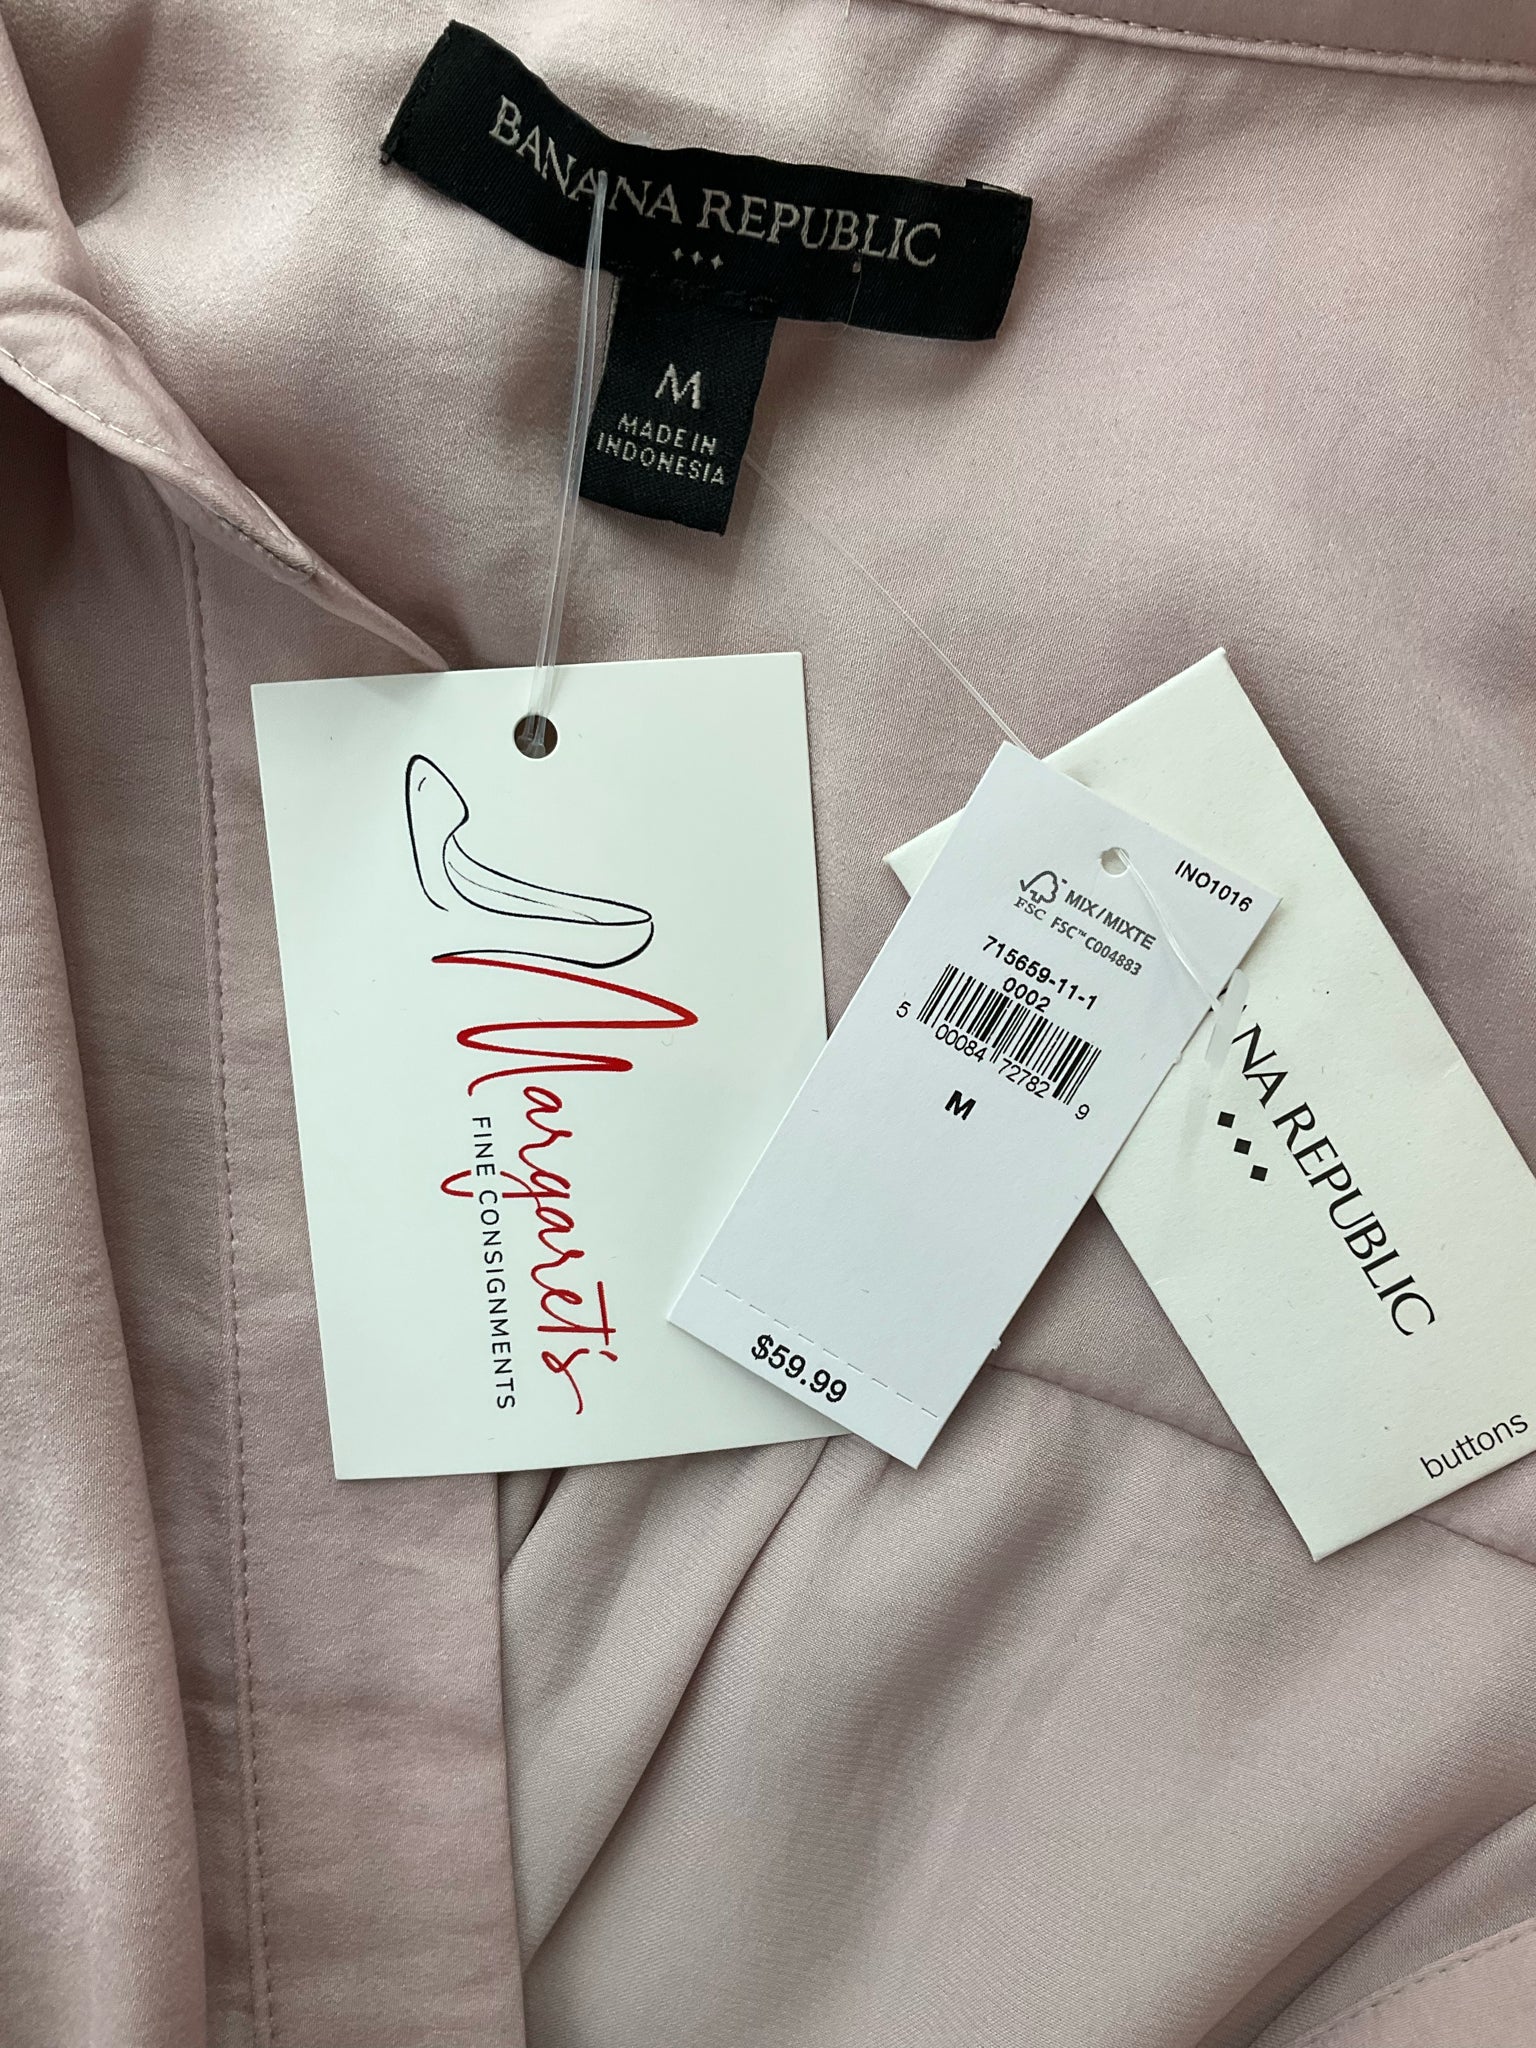 BANANA REPUBLIC
M
MADE IN
INDONESIA
Margaret's
FINE CONSIGNMENTS
INO1016
FSC
MIX/MIXTE
FSC™ C004883
715659-11-1
0002
5 00084 72782 9
M
$59.99
NA REPUBLIC
buttons